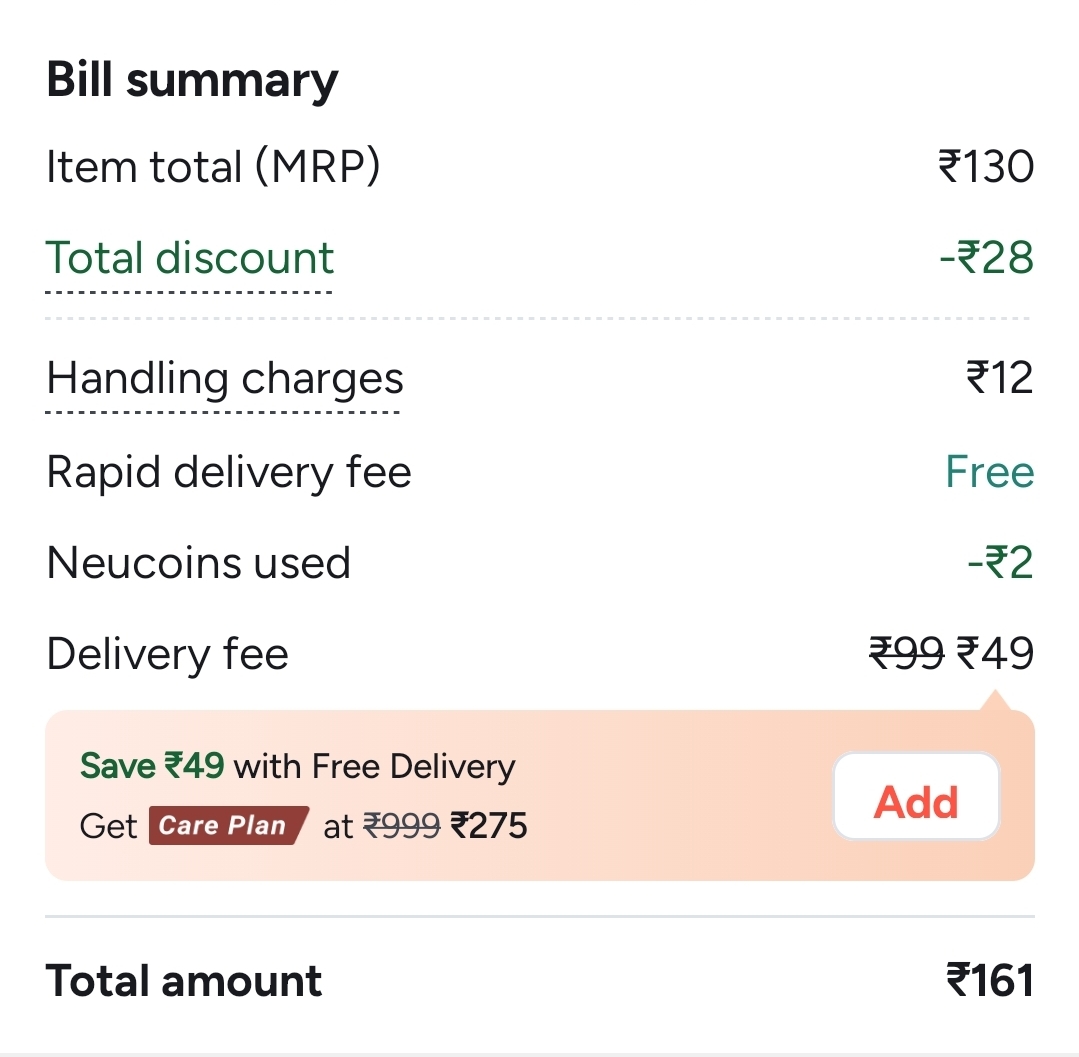 Bill summary
Item total (MRP) ₹130
Total discount -₹28
Handling charges ₹12
Rapid delivery fee Free
Neucoins used -₹2
Delivery fee ₹99 ₹49
Save ₹49 with Free Delivery
Get Care Plan at ₹999 ₹275
Add
Total amount ₹161